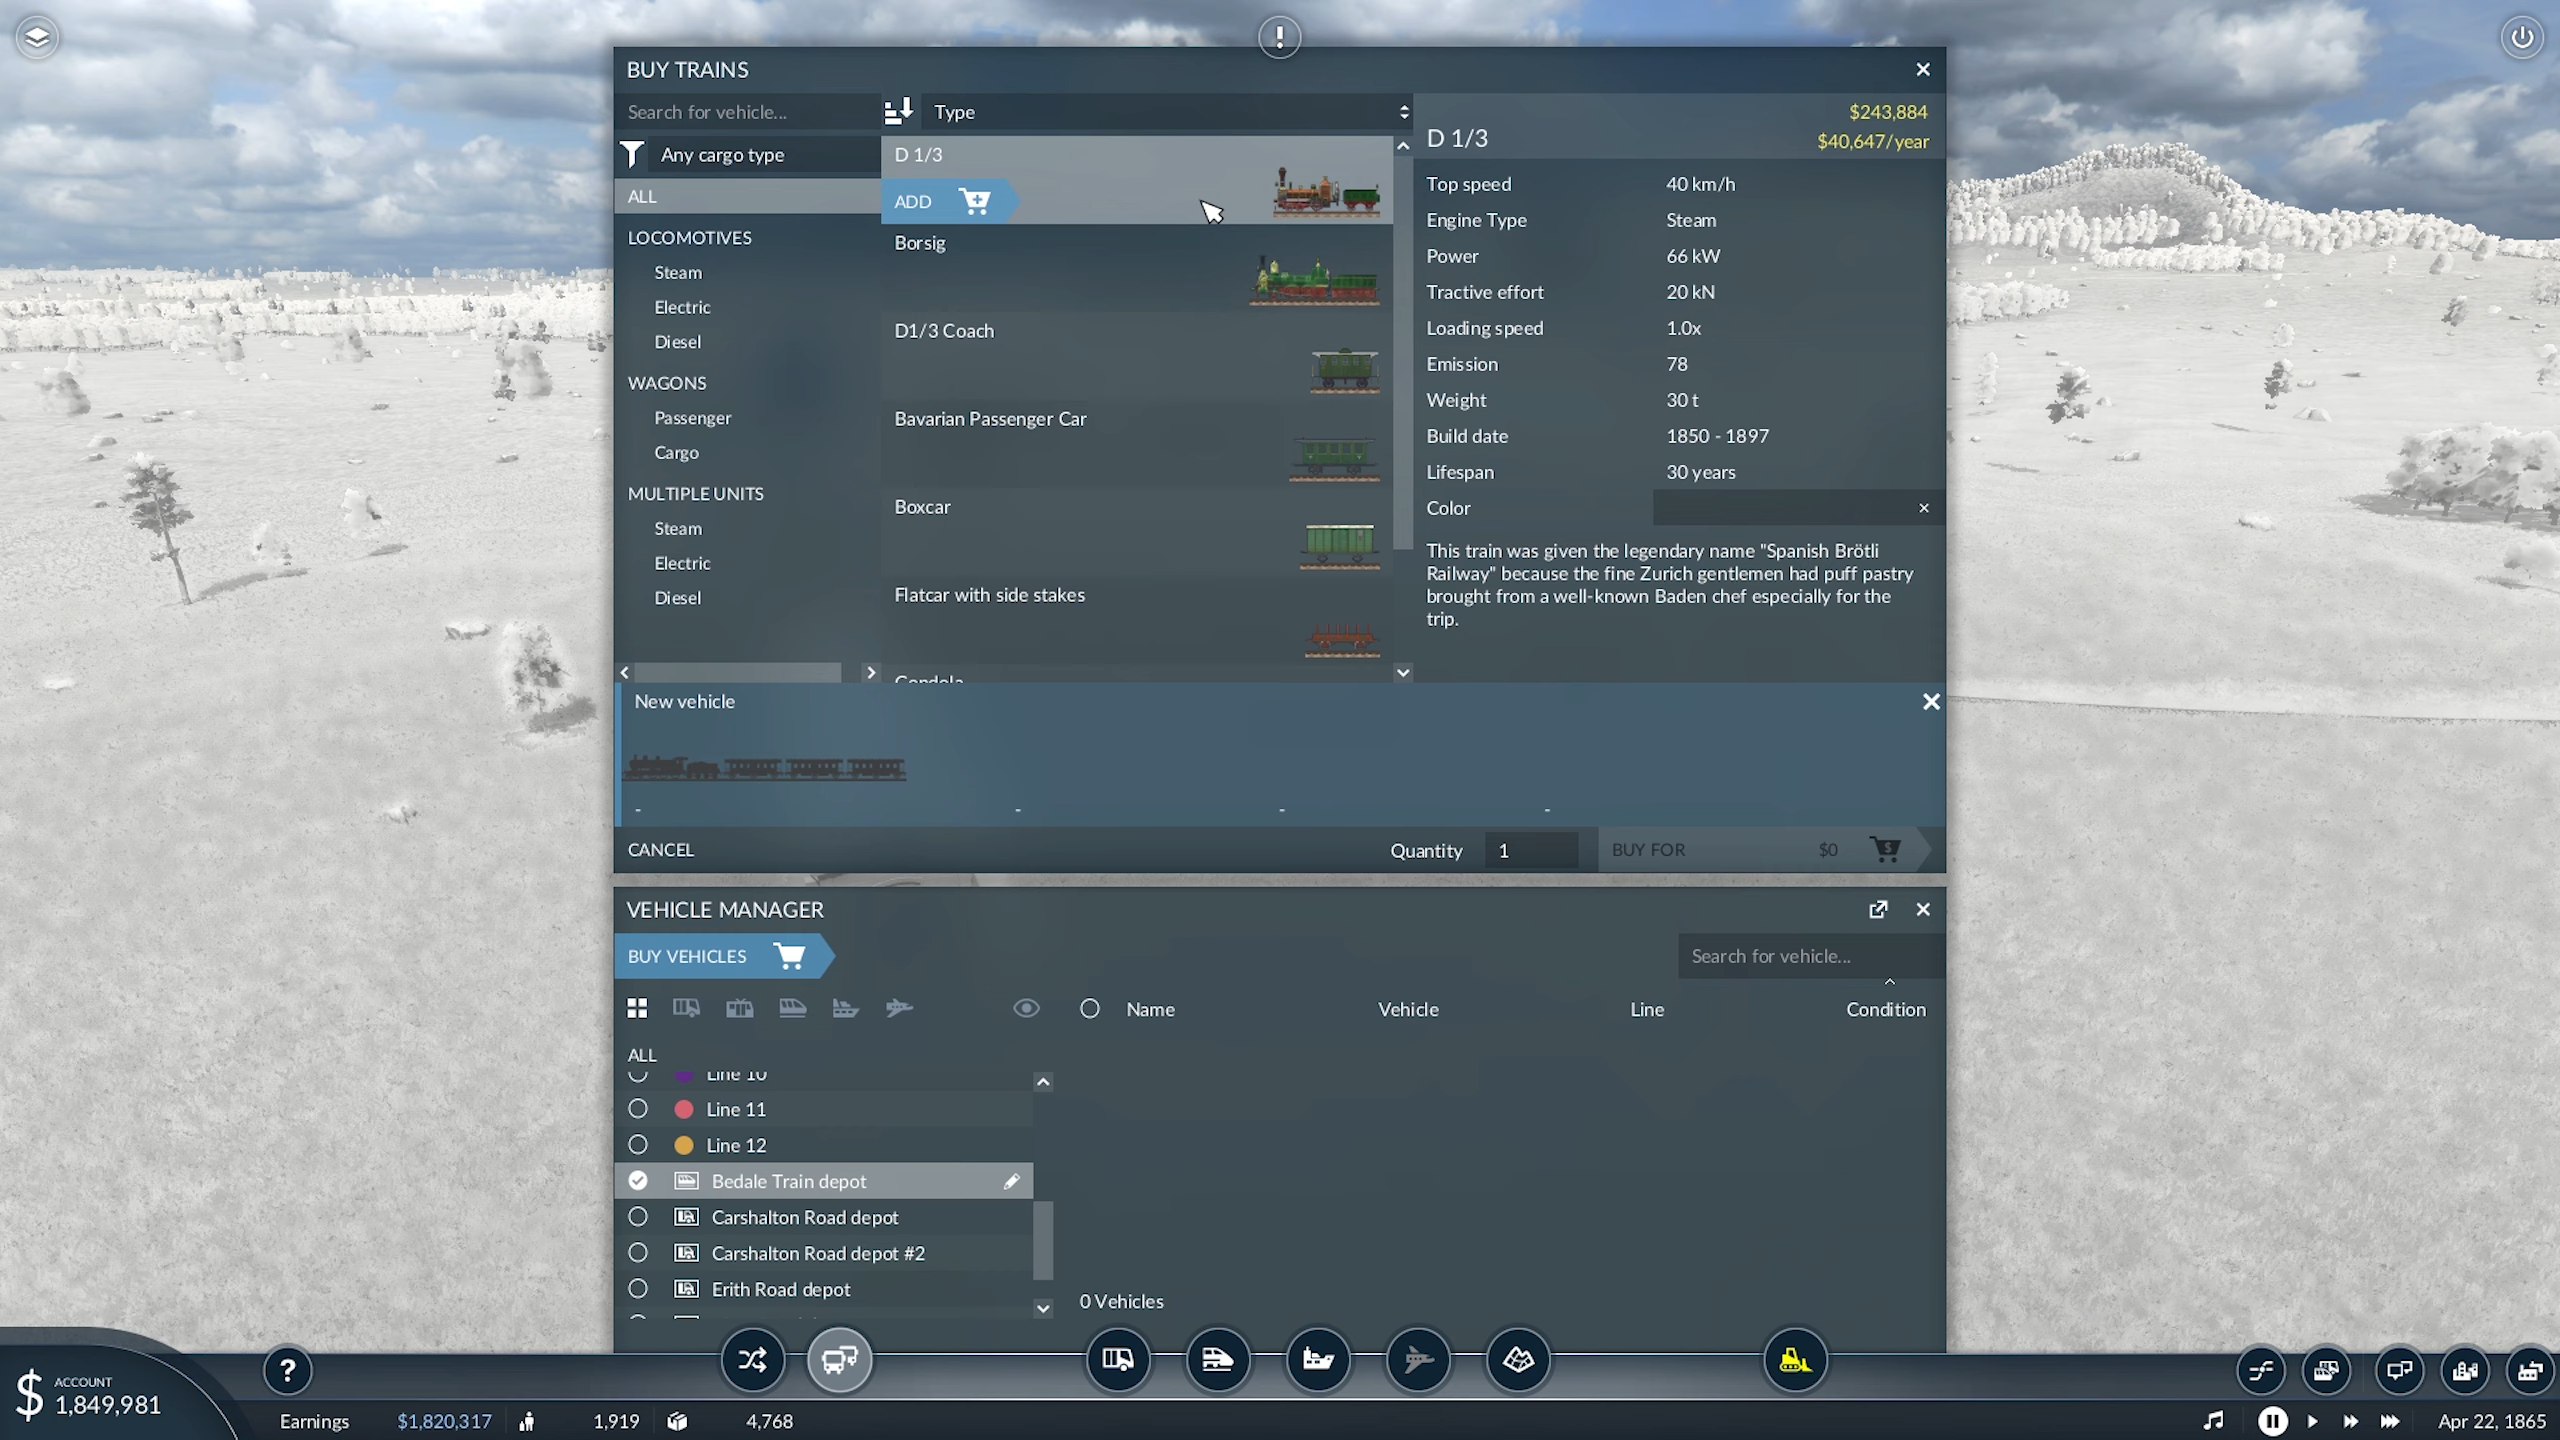 BUY TRAINS
Search for vehicle...
Type
Any cargo type
ALL
LOCOMOTIVES
Steam
Electric
Diesel
WAGONS
Passenger
Cargo
MULTIPLE UNITS
Steam
Electric
Diesel
D 1/3
ADD
Borsig
D1/3 Coach
Bavarian Passenger Car
Boxcar
Flatcar with side stakes
Gondola
$243,884
D 1/3
$40,647/year
Top speed 40 km/h
Engine Type Steam
Power 66 kW
Tractive effort 20 kN
Loading speed 1.0x
Emission 78
Weight 30 t
Build date 1850 - 1897
Lifespan 30 years
Color
This train was given the legendary name "Spanish Brötli
Railway" because the fine Zurich gentlemen had puff pastry
brought from a well-known Baden chef especially for the
trip.
New vehicle
- - - -
CANCEL
Quantity 1
BUY FOR $0
VEHICLE MANAGER
BUY VEHICLES
Search for vehicle...
Name Vehicle Line Condition
ALL
Line 10
Line 11
Line 12
Bedale Train depot
Carshalton Road depot
Carshalton Road depot #2
Erith Road depot
0 Vehicles
ACCOUNT
$ 1,849,981
?
Earnings $1,820,317 1,919 4,768
Apr 22, 1865